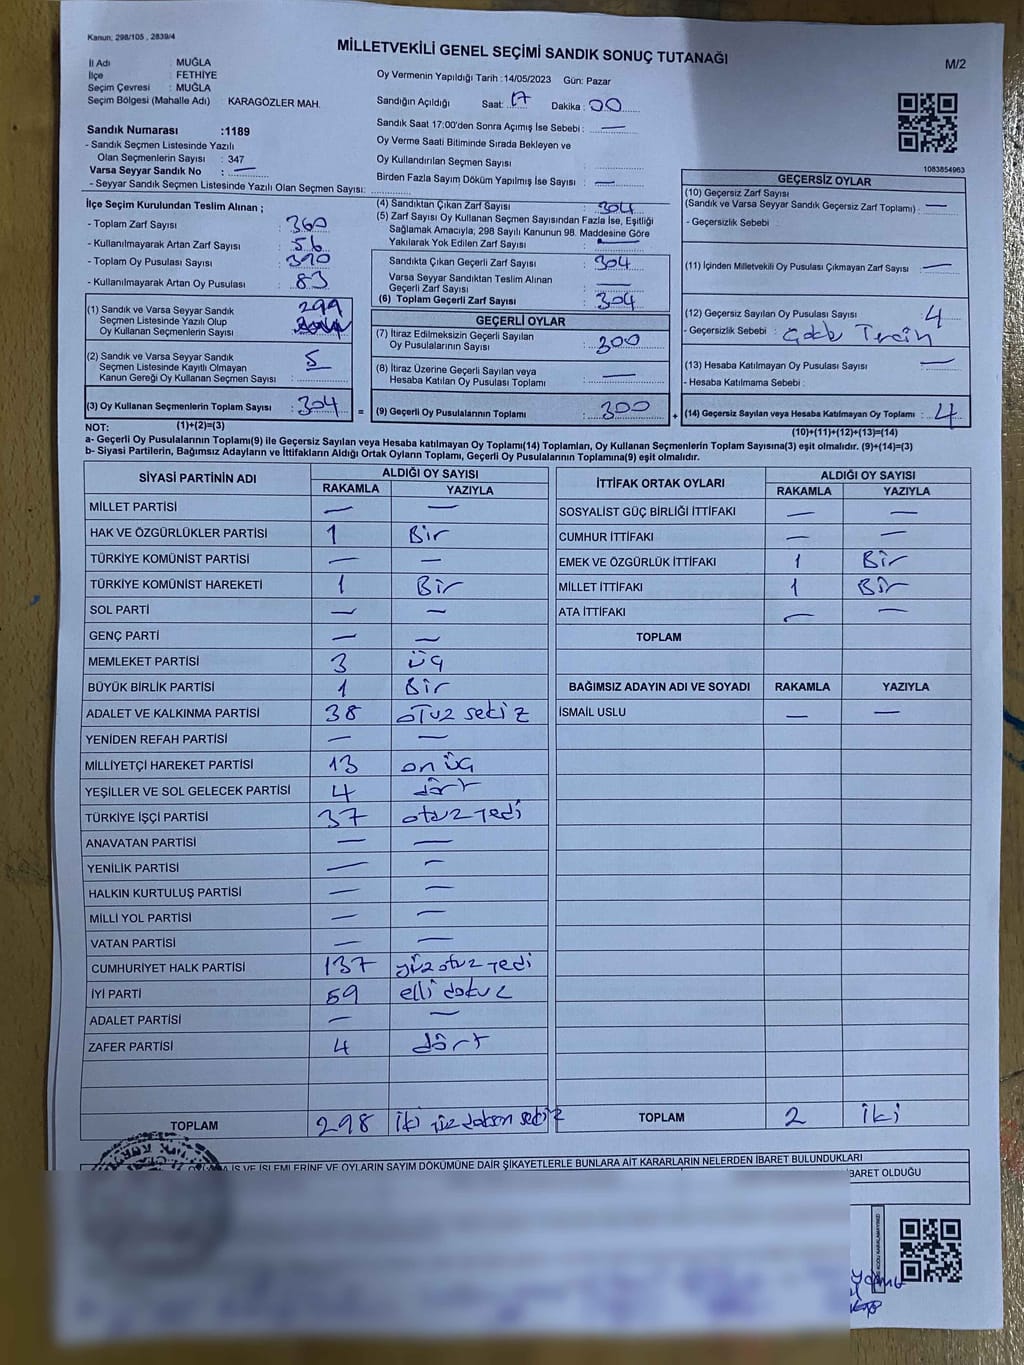 Kanun; 298/105 , 2839/4
MİLLETVEKİLİ GENEL SEÇİMİ SANDIK SONUÇ TUTANAĞI
M/2
İl Adı : MUĞLA
İlçe : FETHİYE
Seçim Çevresi : MUĞLA
Seçim Bölgesi (Mahalle Adı) KARAGÖZLER MAH.
Oy Vermenin Yapıldığı Tarih : 14/05/2023 Gün: Pazar
Sandığın Açıldığı Saat: 17 Dakika : 00
Sandık Saat 17:00'den Sonra Açımış İse Sebebi : —
Oy Verme Saati Bitiminde Sırada Bekleyen ve
Oy Kullandırılan Seçmen Sayısı
Birden Fazla Sayım Döküm Yapılmış İse Sayısı : —
1083854963
Sandık Numarası :1189
- Sandık Seçmen Listesinde Yazılı
Olan Seçmenlerin Sayısı : 347
Varsa Seyyar Sandık No : —
- Seyyar Sandık Seçmen Listesinde Yazılı Olan Seçmen Sayısı:
İlçe Seçim Kurulundan Teslim Alınan ;
- Toplam Zarf Sayısı : 360
- Kullanılmayarak Artan Zarf Sayısı : 56
- Toplam Oy Pusulası Sayısı : 390
- Kullanılmayarak Artan Oy Pusulası : 83
(1) Sandık ve Varsa Seyyar Sandık
Seçmen Listesinde Yazılı Olup
Oy Kullanan Seçmenlerin Sayısı 299
(2) Sandık ve Varsa Seyyar Sandık
Seçmen Listesinde Kayıtlı Olmayan
Kanun Gereği Oy Kullanan Seçmen Sayısı : 5
(3) Oy Kullanan Seçmenlerin Toplam Sayısı : 304 =
(1)+(2)=(3)
(4) Sandıktan Çıkan Zarf Sayısı : 304
(5) Zarf Sayısı Oy Kullanan Seçmen Sayısından Fazla İse, Eşitliği
Sağlamak Amacıyla, 298 Sayılı Kanunun 98. Maddesine Göre
Yakılarak Yok Edilen Zarf Sayısı : —
Sandıkta Çıkan Geçerli Zarf Sayısı : 304
Varsa Seyyar Sandıktan Teslim Alınan
Geçerli Zarf Sayısı : —
(6) Toplam Geçerli Zarf Sayısı : 304
GEÇERLİ OYLAR
(7) İtiraz Edilmeksizin Geçerli Sayılan
Oy Pusulalarının Sayısı : 300
(8) İtiraz Üzerine Geçerli Sayılan veya
Hesaba Katılan Oy Pusulası Toplamı : —
(9) Geçerli Oy Pusulalarının Toplamı : 300 +
GEÇERSİZ OYLAR
(10) Geçersiz Zarf Sayısı
(Sandık ve Varsa Seyyar Sandık Geçersiz Zarf Toplamı) : —
- Geçersizlik Sebebi :
(11) İçinden Milletvekili Oy Pusulası Çıkmayan Zarf Sayısı : —
(12) Geçersiz Sayılan Oy Pusulası Sayısı : 4
- Geçersizlik Sebebi : Çok Tercih
(13) Hesaba Katılmayan Oy Pusulası Sayısı : —
- Hesaba Katılmama Sebebi :
(14) Geçersiz Sayılan veya Hesaba Katılmayan Oy Toplamı : 4
(10)+(11)+(12)+(13)=(14)
NOT:
a- Geçerli Oy Pusulalarının Toplamı(9) ile Geçersiz Sayılan veya Hesaba katılmayan Oy Toplamı(14) Toplamları, Oy Kullanan Seçmenlerin Toplam Sayısına(3) eşit olmalıdır. (9)+(14)=(3)
b- Siyasi Partilerin, Bağımsız Adayların ve İttifakların Aldığı Ortak Oyların Toplamı, Geçerli Oy Pusulalarının Toplamına(9) eşit olmalıdır.
SİYASİ PARTİNİN ADI ALDIĞI OY SAYISI
RAKAMLA YAZIYLA
MİLLET PARTİSİ — —
HAK VE ÖZGÜRLÜKLER PARTİSİ 1 Bir
TÜRKİYE KOMÜNİST PARTİSİ — —
TÜRKİYE KOMÜNİST HAREKETİ 1 Bir
SOL PARTİ — —
GENÇ PARTİ — —
MEMLEKET PARTİSİ 3 üç
BÜYÜK BİRLİK PARTİSİ 1 Bir
ADALET VE KALKINMA PARTİSİ 38 otuz sekiz
YENİDEN REFAH PARTİSİ — —
MİLLİYETÇİ HAREKET PARTİSİ 13 on üç
YEŞİLLER VE SOL GELECEK PARTİSİ 4 dört
TÜRKİYE İŞÇİ PARTİSİ 37 otuz yedi
ANAVATAN PARTİSİ — —
YENİLİK PARTİSİ — —
HALKIN KURTULUŞ PARTİSİ — —
MİLLİ YOL PARTİSİ — —
VATAN PARTİSİ — —
CUMHURİYET HALK PARTİSİ 137 yüz otuz yedi
İYİ PARTİ 59 elli dokuz
ADALET PARTİSİ — —
ZAFER PARTİSİ 4 dört
TOPLAM 298 iki yüz doksan sekiz
İTTİFAK ORTAK OYLARI ALDIĞI OY SAYISI
RAKAMLA YAZIYLA
SOSYALİST GÜÇ BİRLİĞİ İTTİFAKI — —
CUMHUR İTTİFAKI — —
EMEK VE ÖZGÜRLÜK İTTİFAKI 1 Bir
MİLLET İTTİFAKI 1 Bir
ATA İTTİFAKI — —
TOPLAM
BAĞIMSIZ ADAYIN ADI VE SOYADI RAKAMLA YAZIYLA
İSMAİL USLU — —
TOPLAM 2 iki
İŞ VE İŞLEMLERİNE VE OYLARIN SAYIM DÖKÜMÜNE DAİR ŞİKAYETLERLE BUNLARA AİT KARARLARIN NELERDEN İBARET BULUNDUKLARI
İBARET OLDUĞU